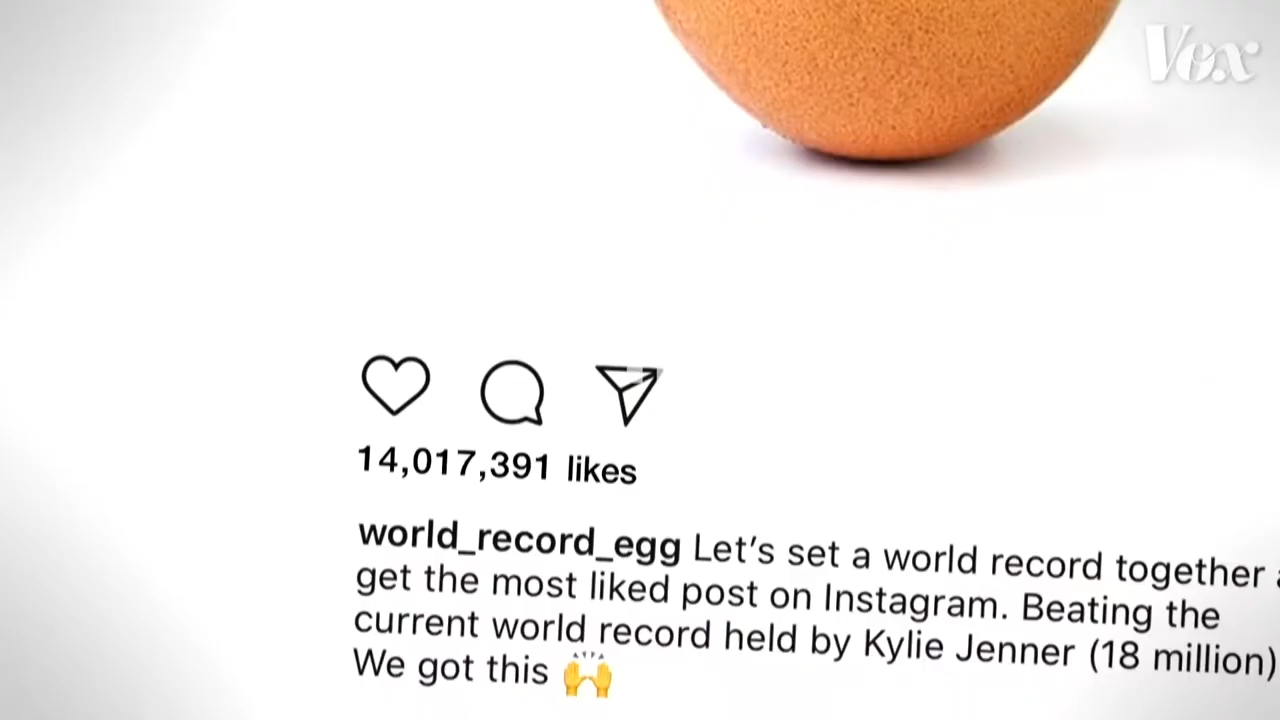 Vox
14,017,391 likes
world_record_egg Let’s set a world record together
get the most liked post on Instagram. Beating the
current world record held by Kylie Jenner (18 million)
We got this 🙌